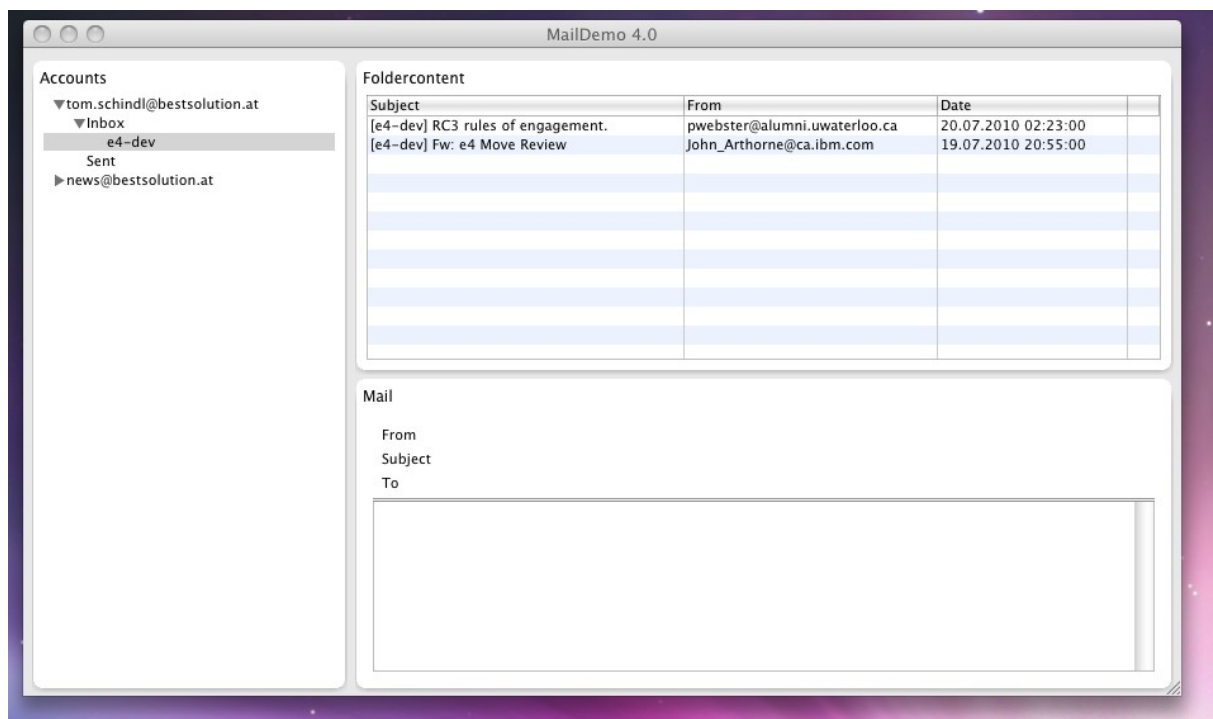 MailDemo 4.0
Accounts
tom.schindl@bestsolution.at
Inbox
e4-dev
Sent
news@bestsolution.at
Foldercontent
Subject From Date
[e4-dev] RC3 rules of engagement. pwebster@alumni.uwaterloo.ca 20.07.2010 02:23:00
[e4-dev] Fw: e4 Move Review John_Arthorne@ca.ibm.com 19.07.2010 20:55:00
Mail
From
Subject
To